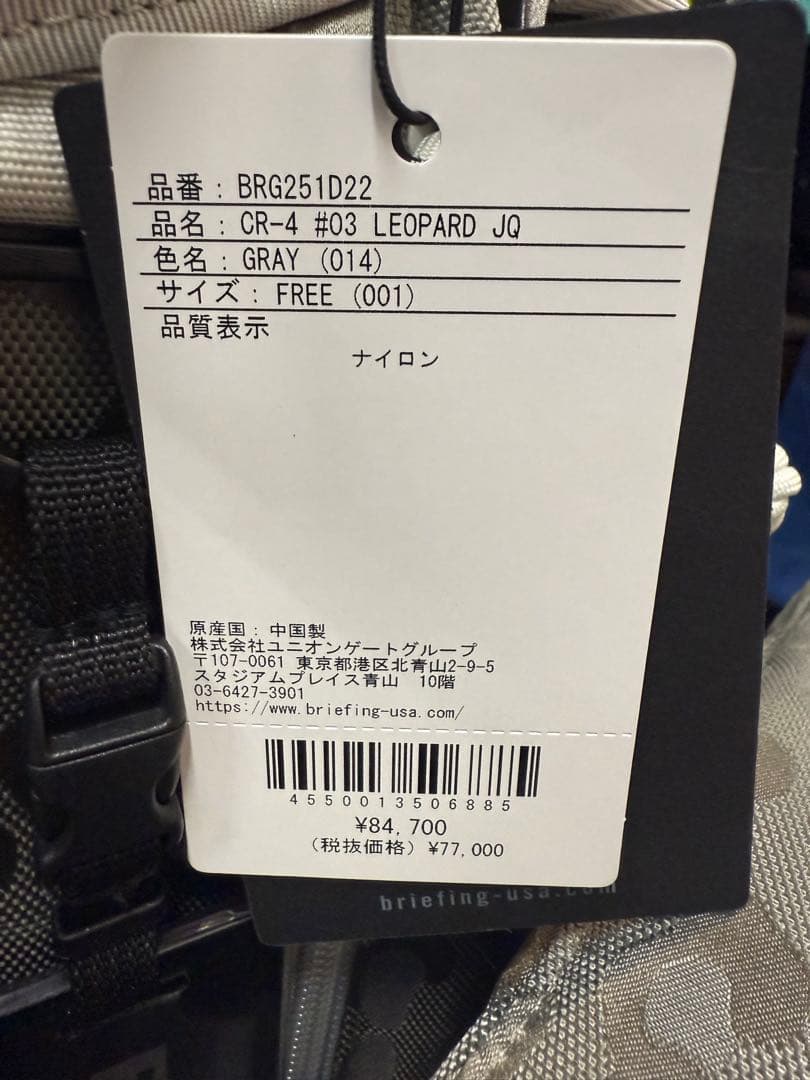 品番 : BRG251D22
品名 : CR-4 #03 LEOPARD JQ
色名 : GRAY (014)
サイズ : FREE (001)
品質表示
ナイロン
原産国 : 中国製
株式会社ユニオンゲートグループ
〒107-0061 東京都港区北青山2-9-5
スタジアムプレイス青山 10階
03-6427-3901
https://www.briefing-usa.com/
4550013506885
¥84,700
(税抜価格) ¥77,000
briefing-usa.com